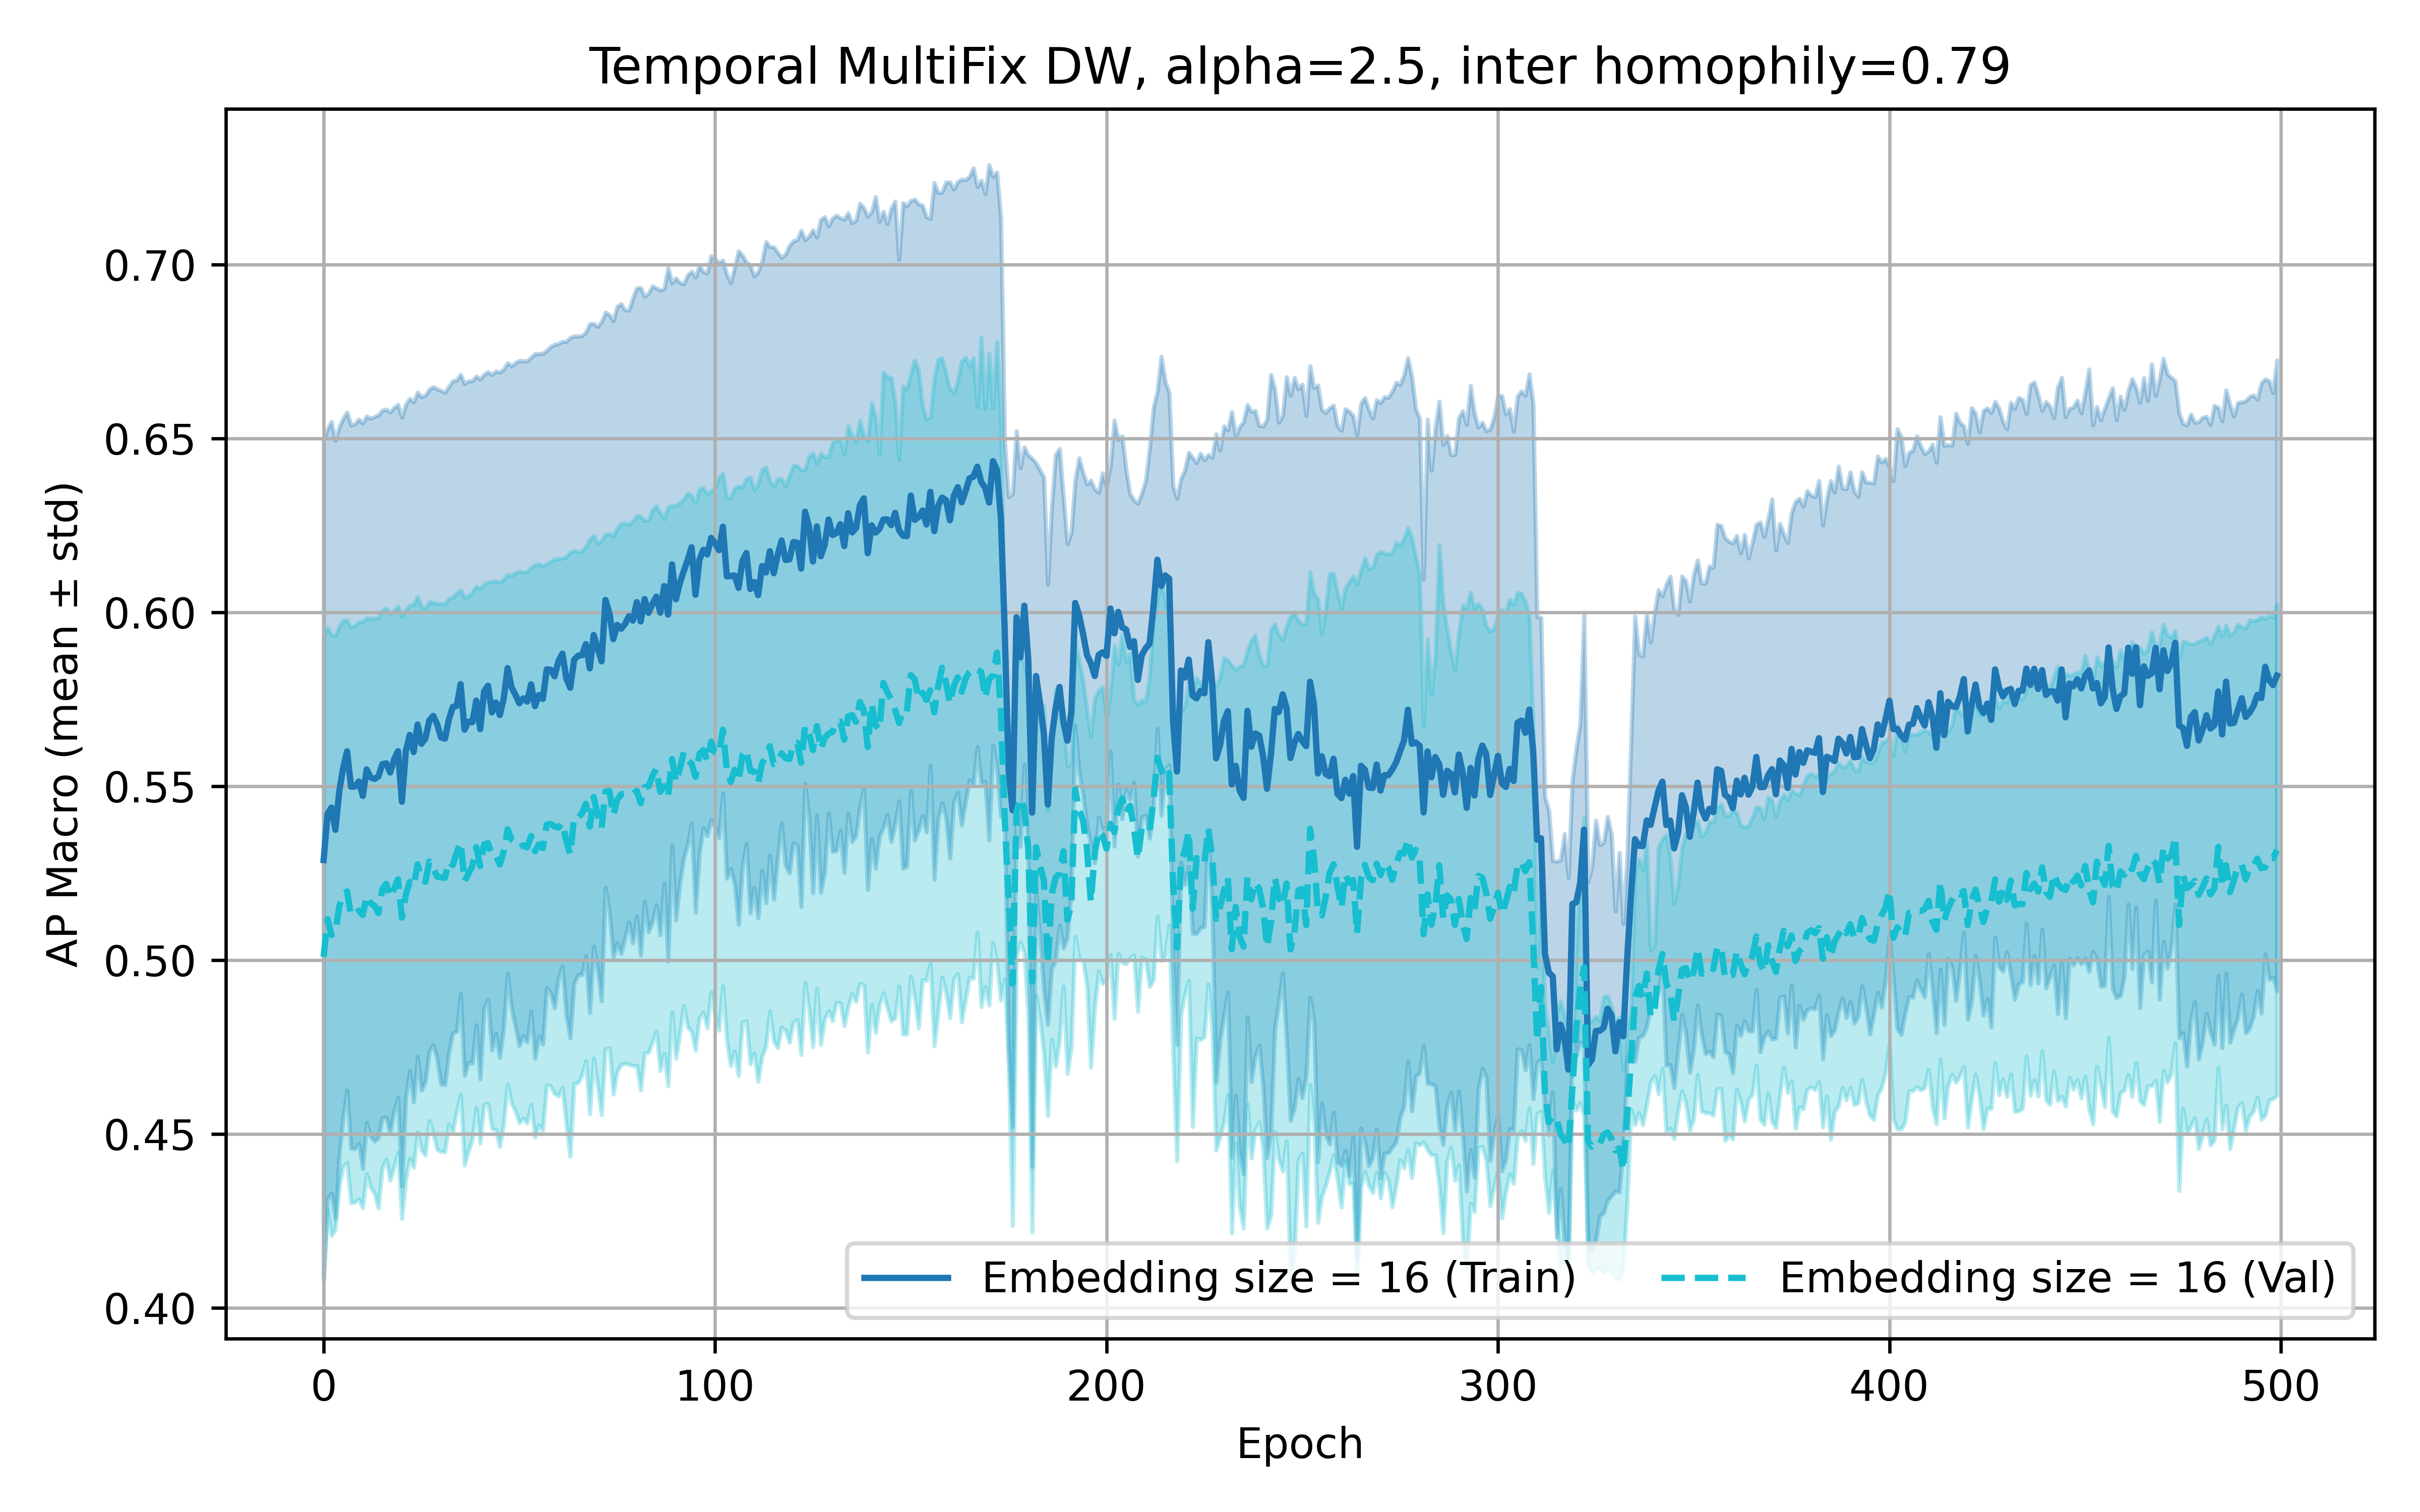 Temporal MultiFix DW, alpha=2.5, inter homophily=0.79
AP Macro (mean ± std)
0.70
0.65
0.60
0.55
0.50
0.45
0.40
Embedding size = 16 (Train)
Embedding size = 16 (Val)
0
100
200
300
400
500
Epoch